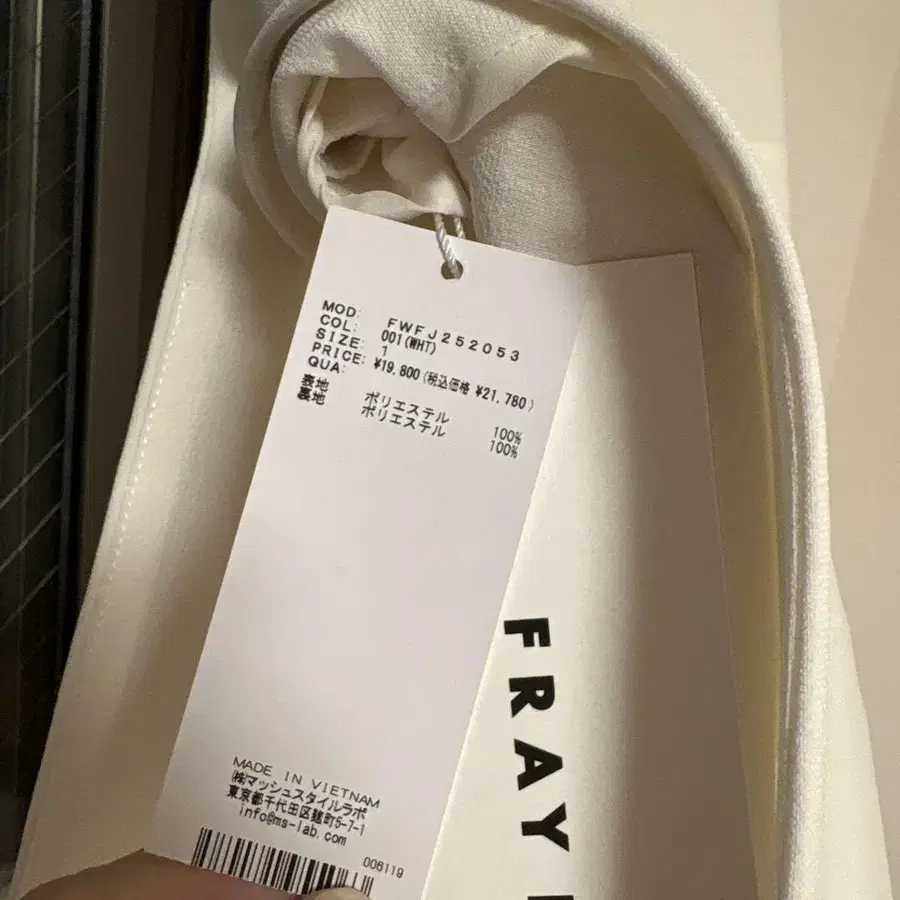 MOD: FWFJ252053
COL: 001(WHT)
SIZE: 1
PRICE: ¥19,800(税込価格 ¥21,780)
QUA:
表地 ポリエステル 100%
裏地 ポリエステル 100%
MADE IN VIETNAM
㈱マッシュスタイルラボ
東京都千代田区麹町5-7-1
info@ms-lab.com
006119
FRAY